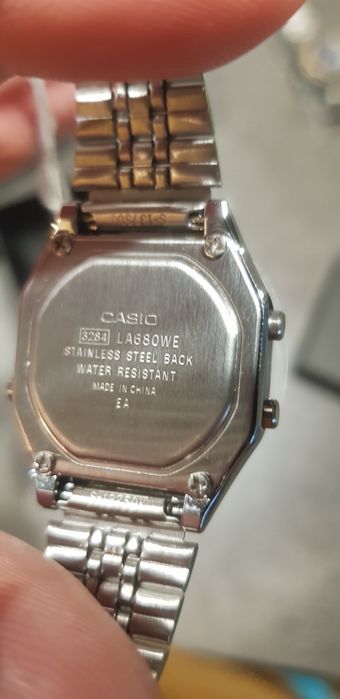 CASIO
3284 LA680WE
STAINLESS STEEL BACK
WATER RESISTANT
MADE IN CHINA
EA